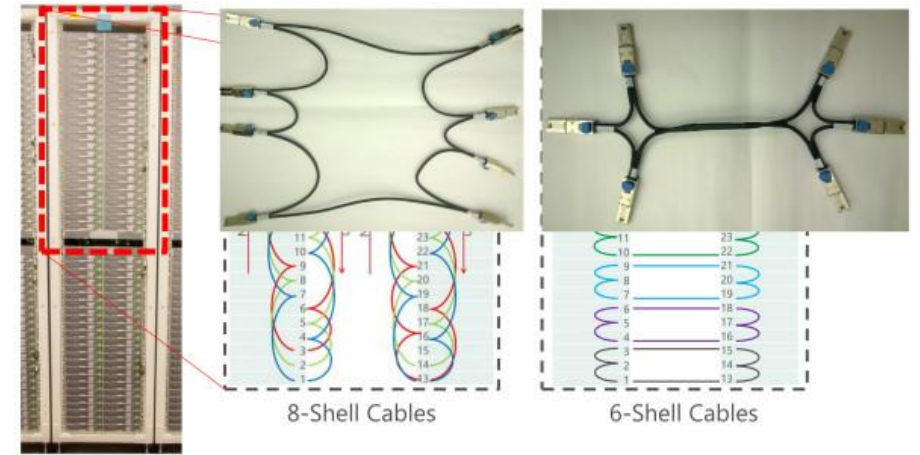 11 23 11 23
10 22 10 22
9 21 9 21
8 20 8 20
7 19 7 19
6 18 6 18
5 17 5 17
4 16 4 16
3 15 3 15
2 14 2 14
1 13 1 13
8-Shell Cables
6-Shell Cables